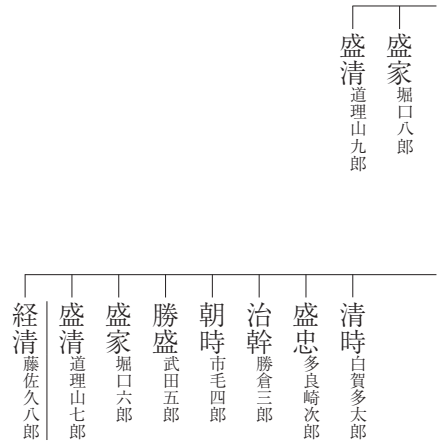 盛家堀口八郎
盛清道理山九郎
清時白賀多太郎
盛忠多良崎次郎
治幹勝倉三郎
朝時市毛四郎
勝盛武田五郎
盛家堀口六郎
盛清道理山七郎
経清藤佐久八郎